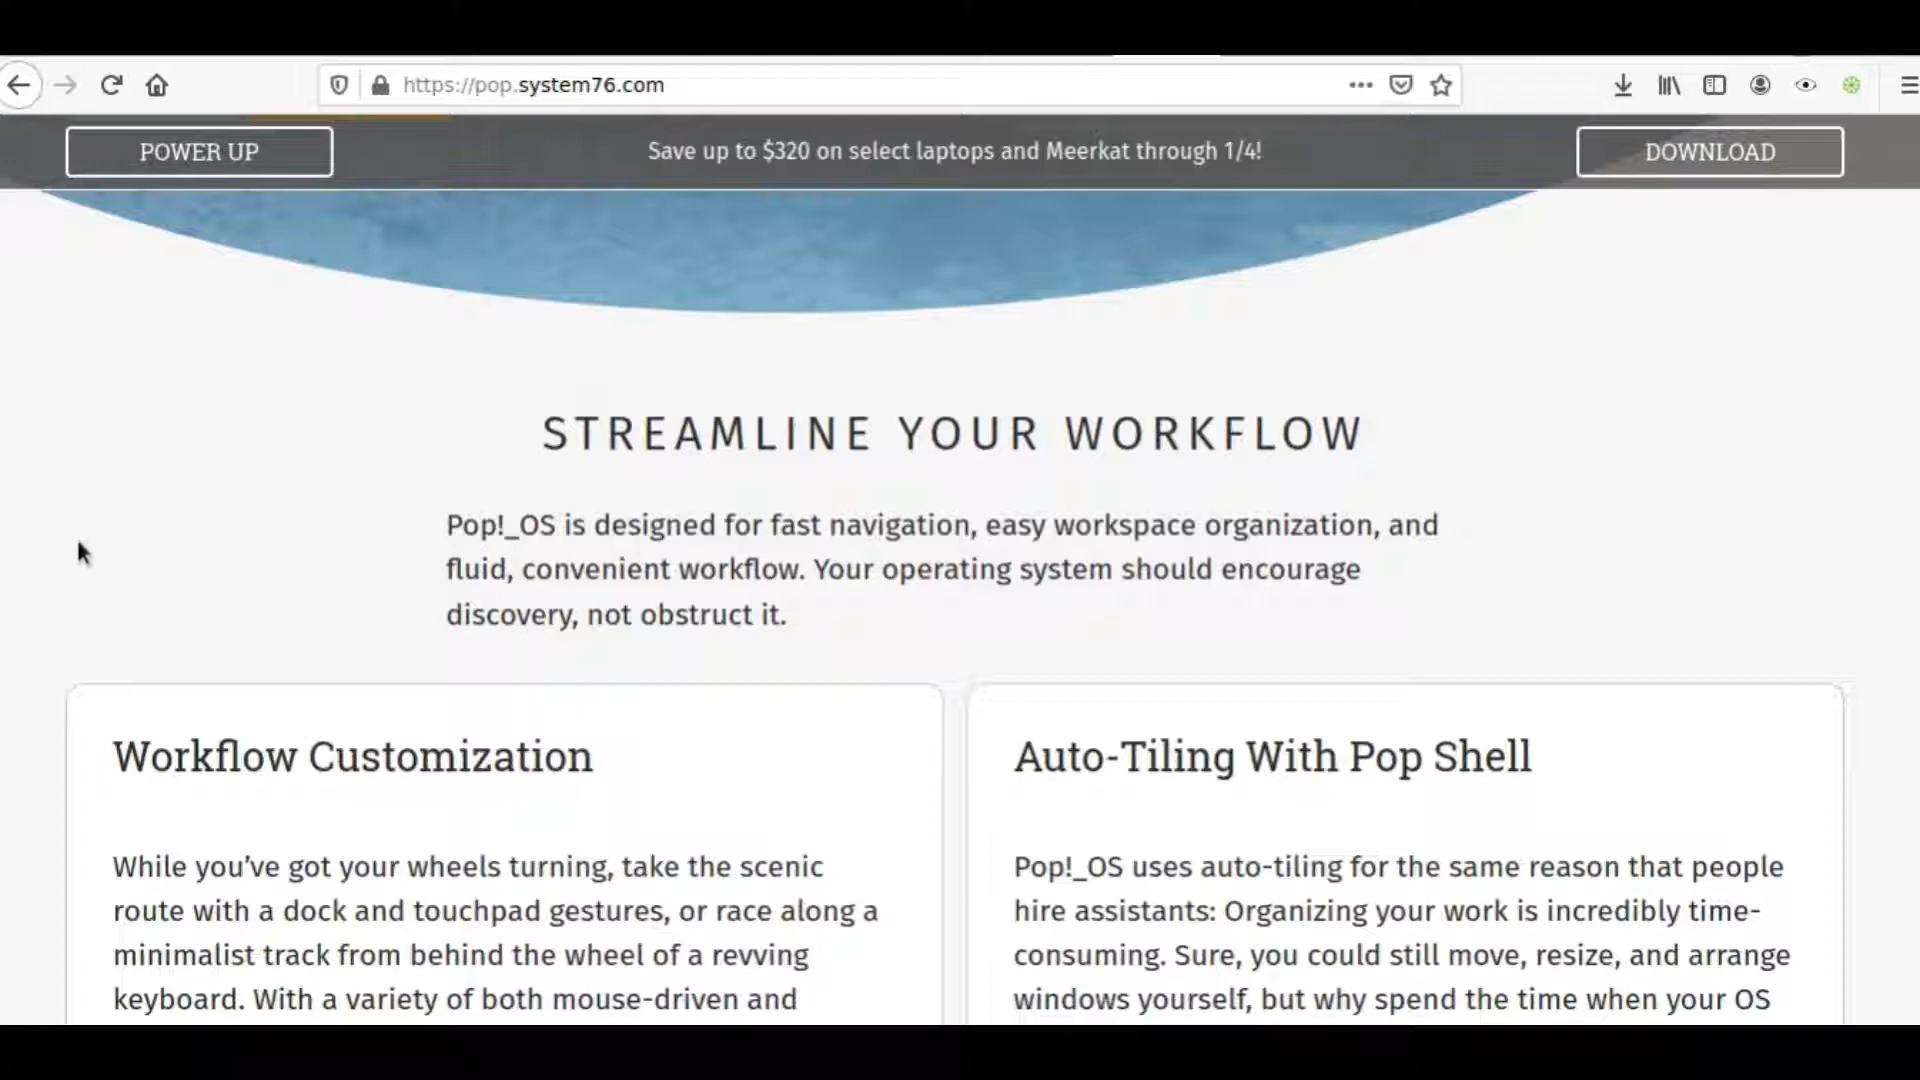 https://pop.system76.com
POWER UP
Save up to $320 on select laptops and Meerkat through 1/4!
DOWNLOAD
STREAMLINE YOUR WORKFLOW
Pop!_OS is designed for fast navigation, easy workspace organization, and
fluid, convenient workflow. Your operating system should encourage
discovery, not obstruct it.
Workflow Customization
While you’ve got your wheels turning, take the scenic
route with a dock and touchpad gestures, or race along a
minimalist track from behind the wheel of a revving
keyboard. With a variety of both mouse-driven and
Auto-Tiling With Pop Shell
Pop!_OS uses auto-tiling for the same reason that people
hire assistants: Organizing your work is incredibly time-
consuming. Sure, you could still move, resize, and arrange
windows yourself, but why spend the time when your OS